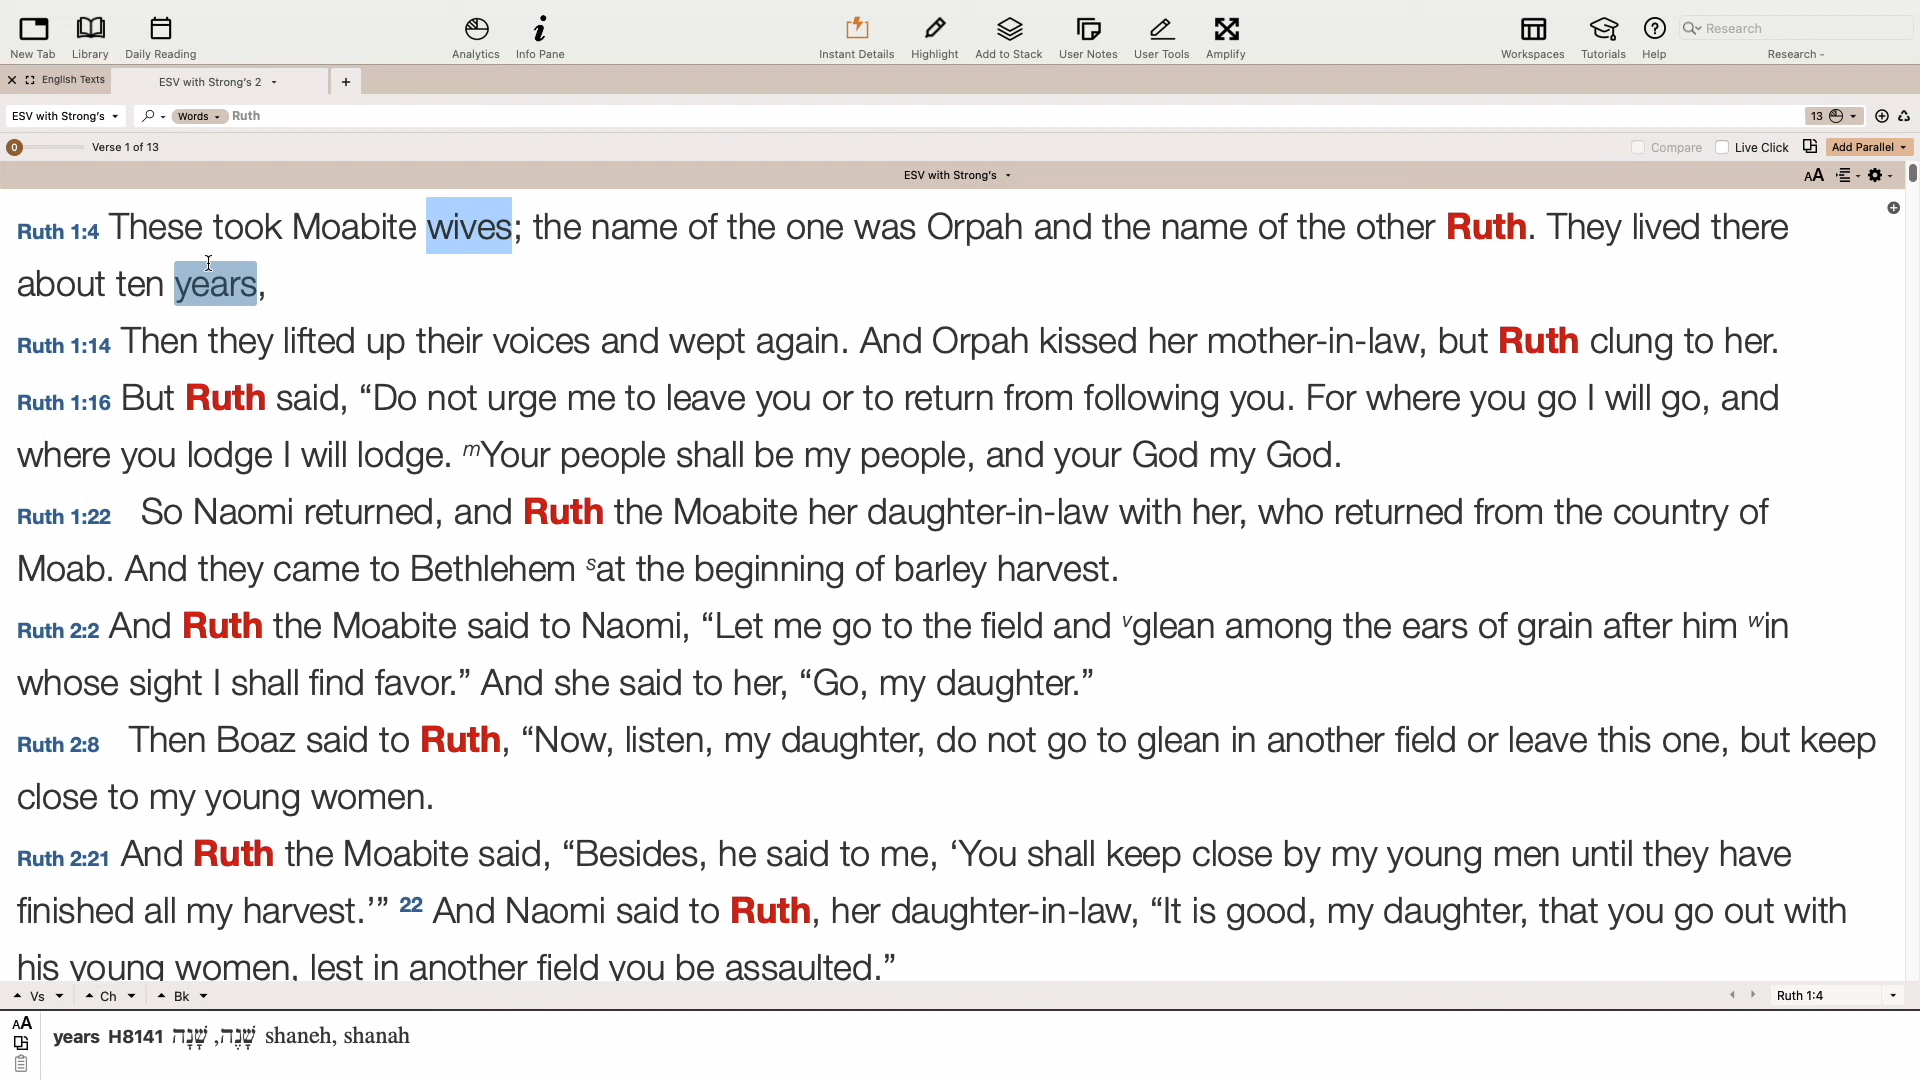 New Tab Library Daily Reading Analytics Info Pane Instant Details Highlight Add to Stack User Notes User Tools Amplify Workspaces Tutorials Help Research
Research
English Texts ESV with Strong's 2 +
ESV with Strong's Words Ruth 13
0 Verse 1 of 13 Compare Live Click Add Parallel
ESV with Strong's AA
Ruth 1:4 These took Moabite wives; the name of the one was Orpah and the name of the other Ruth. They lived there
about ten years,
Ruth 1:14 Then they lifted up their voices and wept again. And Orpah kissed her mother-in-law, but Ruth clung to her.
Ruth 1:16 But Ruth said, “Do not urge me to leave you or to return from following you. For where you go I will go, and
where you lodge I will lodge. mYour people shall be my people, and your God my God.
Ruth 1:22 So Naomi returned, and Ruth the Moabite her daughter-in-law with her, who returned from the country of
Moab. And they came to Bethlehem sat the beginning of barley harvest.
Ruth 2:2 And Ruth the Moabite said to Naomi, “Let me go to the field and vglean among the ears of grain after him win
whose sight I shall find favor.” And she said to her, “Go, my daughter.”
Ruth 2:8 Then Boaz said to Ruth, “Now, listen, my daughter, do not go to glean in another field or leave this one, but keep
close to my young women.
Ruth 2:21 And Ruth the Moabite said, “Besides, he said to me, ‘You shall keep close by my young men until they have
finished all my harvest.’” 22 And Naomi said to Ruth, her daughter-in-law, “It is good, my daughter, that you go out with
his young women, lest in another field you be assaulted.”
Vs Ch Bk Ruth 1:4
AA years H8141 שָׁנֶה, שָׁנָה shaneh, shanah